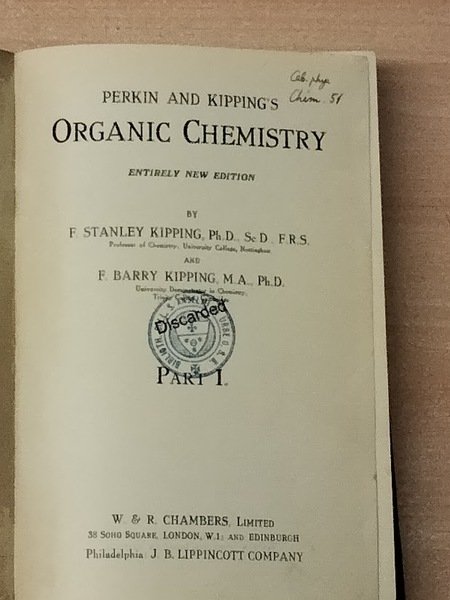 Cab. phys
Chim. 51
PERKIN AND KIPPING'S
ORGANIC CHEMISTRY
ENTIRELY NEW EDITION
BY
F. STANLEY KIPPING, Ph.D., Sc.D., F.R.S.
Professor of Chemistry, University College, Nottingham
AND
F. BARRY KIPPING, M.A., Ph.D.
University Demonstrator in Chemistry,
Discarded
PART I.
W. & R. CHAMBERS, LIMITED
38 SOHO SQUARE, LONDON, W.1; AND EDINBURGH
Philadelphia: J. B. LIPPINCOTT COMPANY